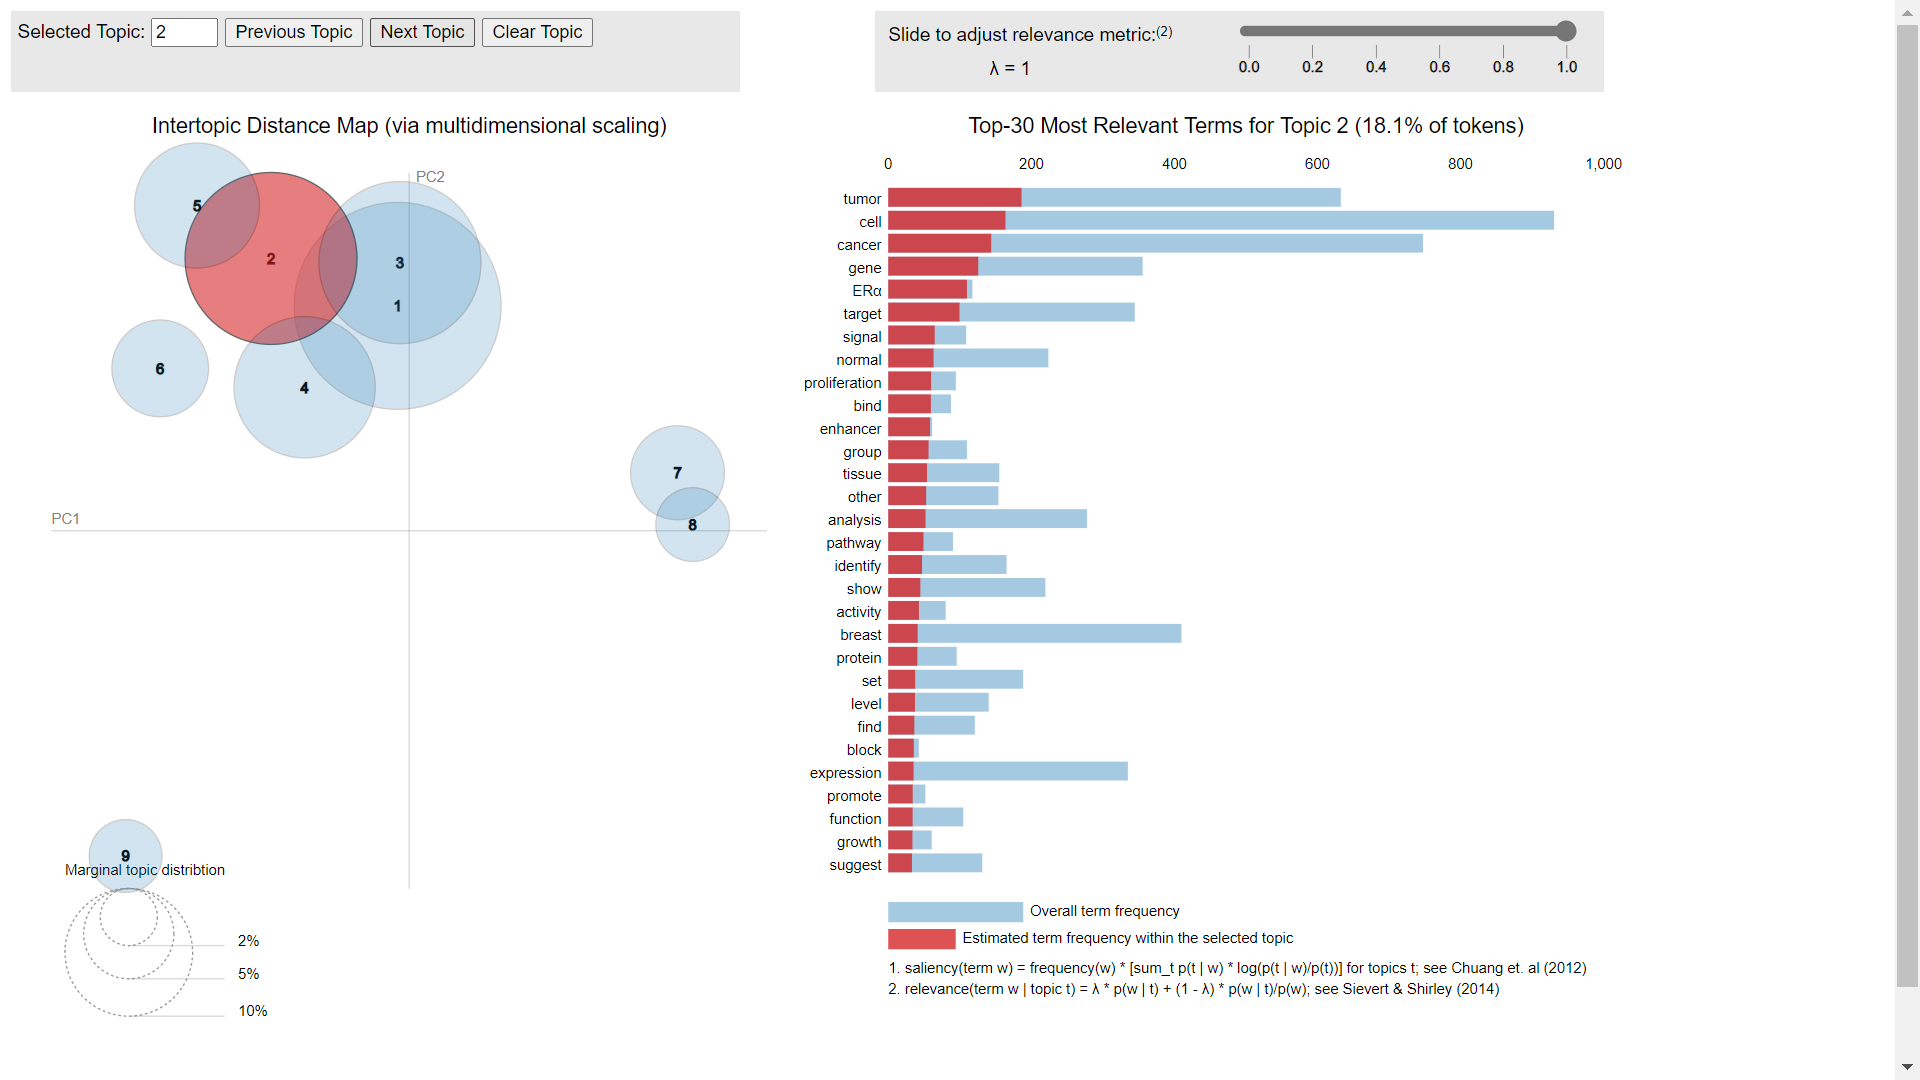 Selected Topic: 2 Previous Topic Next Topic Clear Topic
Slide to adjust relevance metric:(2)
λ = 1
0.0 0.2 0.4 0.6 0.8 1.0
Intertopic Distance Map (via multidimensional scaling)
PC2
PC1
5
2
3
1
6
4
7
8
9
Marginal topic distribtion
2%
5%
10%
Top-30 Most Relevant Terms for Topic 2 (18.1% of tokens)
0 200 400 600 800 1,000
tumor
cell
cancer
gene
ERα
target
signal
normal
proliferation
bind
enhancer
group
tissue
other
analysis
pathway
identify
show
activity
breast
protein
set
level
find
block
expression
promote
function
growth
suggest
Overall term frequency
Estimated term frequency within the selected topic
1. saliency(term w) = frequency(w) * [sum_t p(t | w) * log(p(t | w)/p(t))] for topics t; see Chuang et. al (2012)
2. relevance(term w | topic t) = λ * p(w | t) + (1 - λ) * p(w | t)/p(w); see Sievert & Shirley (2014)